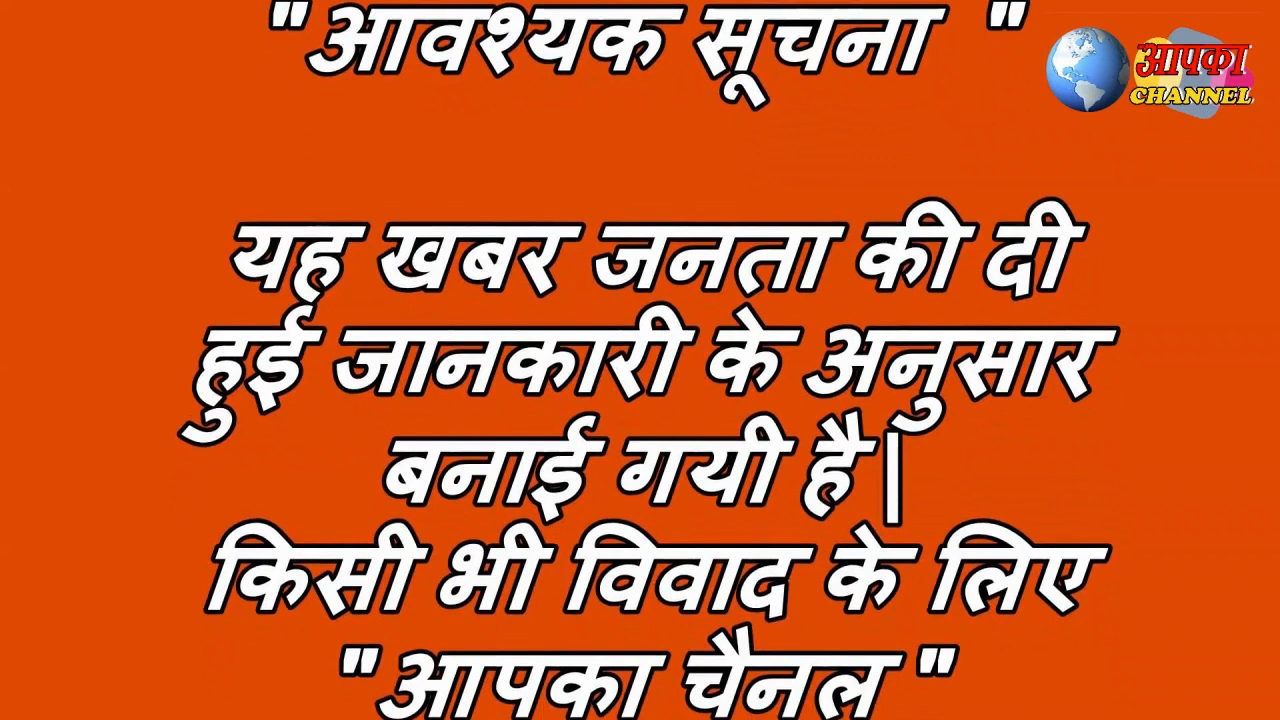 "आवश्यक सूचना "
आपका
CHANNEL
यह खबर जनता की दी
हुई जानकारी के अनुसार
बनाई गयी है|
किसी भी विवाद के लिए
"आपका चैनल"